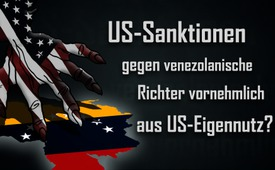 US-Sanktionen
gegen venezolanische
Richter vornehmlich
aus US-Eigennutz?